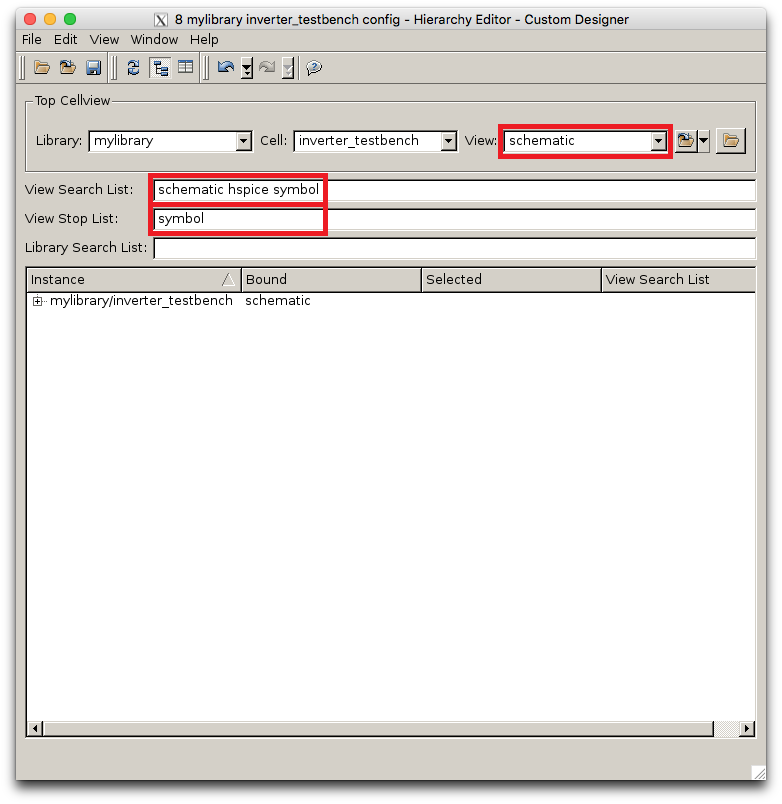 8 mylibrary inverter_testbench config - Hierarchy Editor - Custom Designer
File Edit View Window Help
Top Cellview
Library: mylibrary Cell: inverter_testbench View: schematic
View Search List: schematic hspice symbol
View Stop List: symbol
Library Search List:
Instance Bound Selected View Search List
mylibrary/inverter_testbench schematic